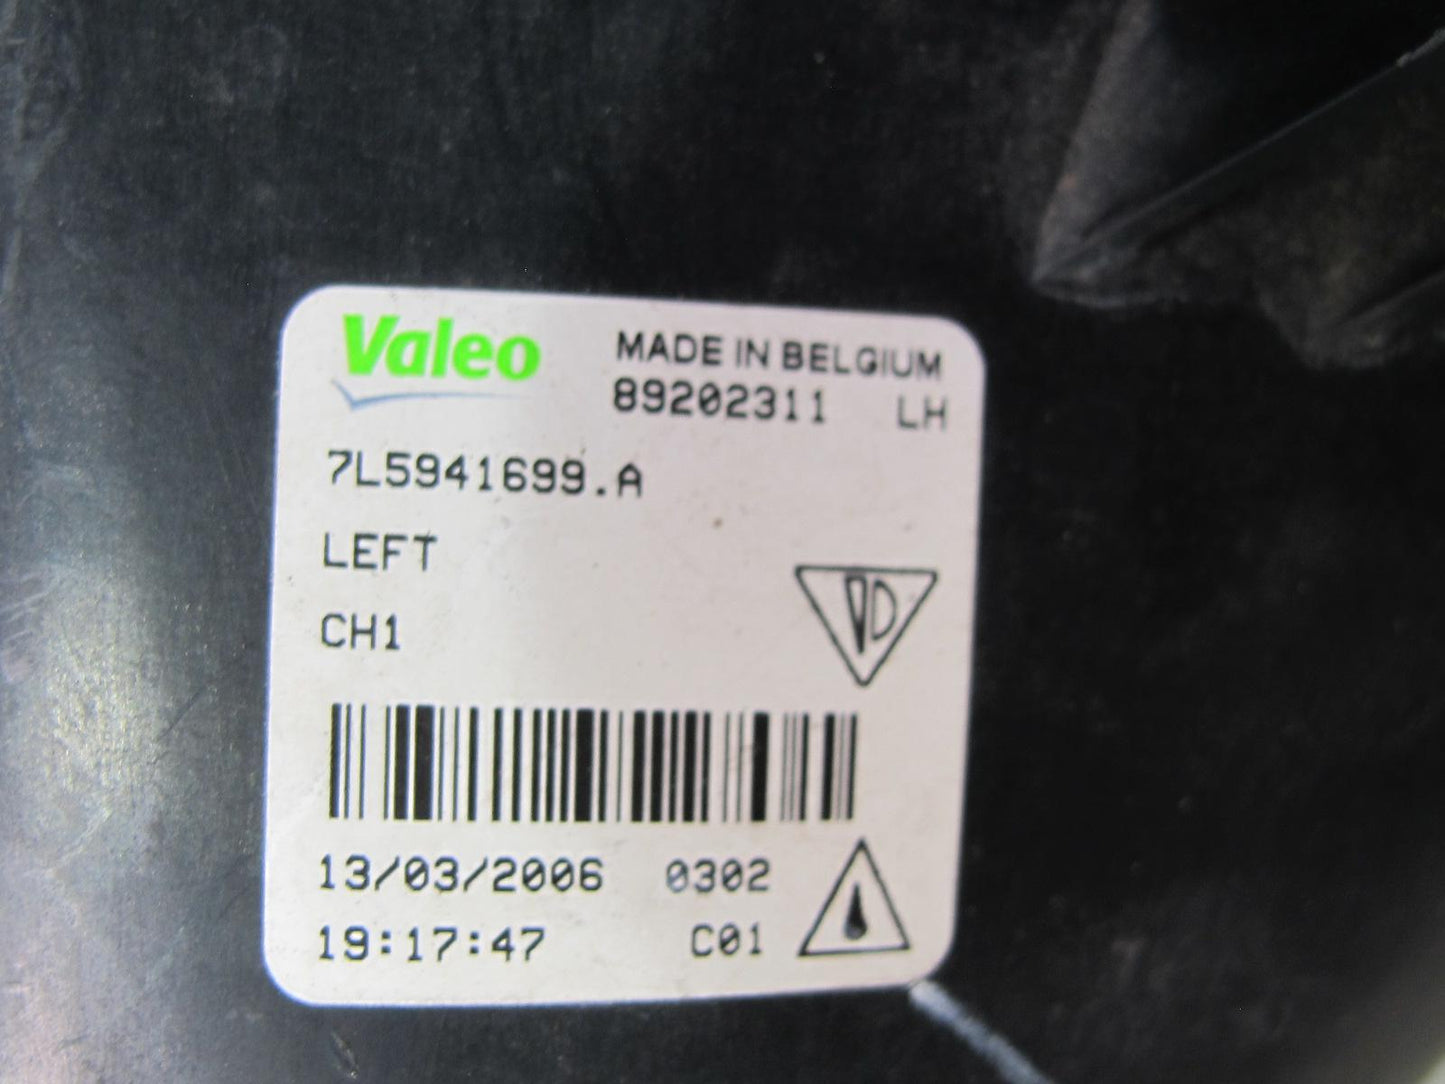 Valeo
MADE IN BELGIUM
89202311 LH
7L5941699.A
LEFT
CH1
13/03/2006 0302
19:17:47 C01